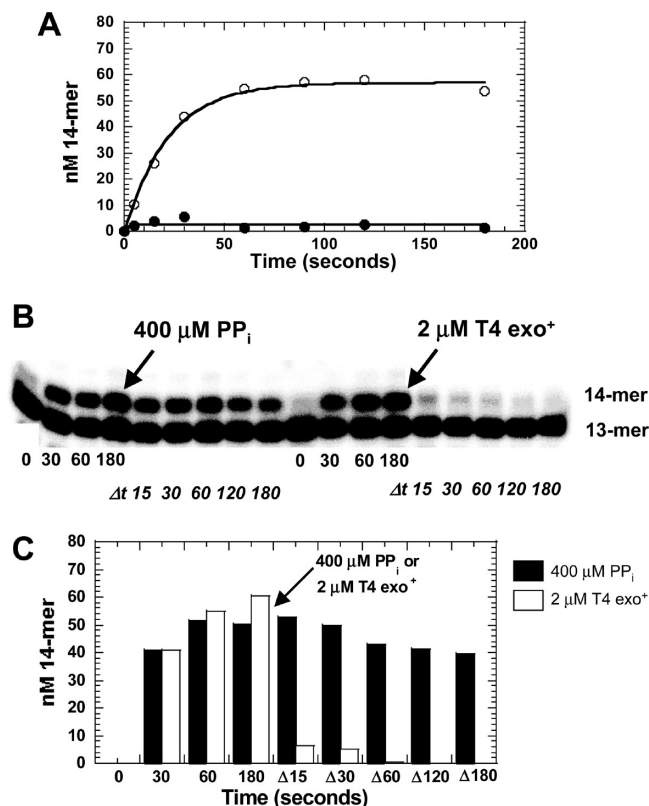 A
nM 14-mer
80
70
60
50
40
30
20
10
0
0 50 100 150 200
Time (seconds)
B
400 μM PPi
2 μM T4 exo+
14-mer
13-mer
0 30 60 180 0 30 60 180
Δt 15 30 60 120 180 Δt 15 30 60 120 180
C
nM 14-mer
80
70
60
50
40
30
20
10
0
400 μM PPi or
2 μM T4 exo+
400 μM PPi
2 μM T4 exo+
0 30 60 180 Δ15 Δ30 Δ60 Δ120 Δ180
Time (seconds)